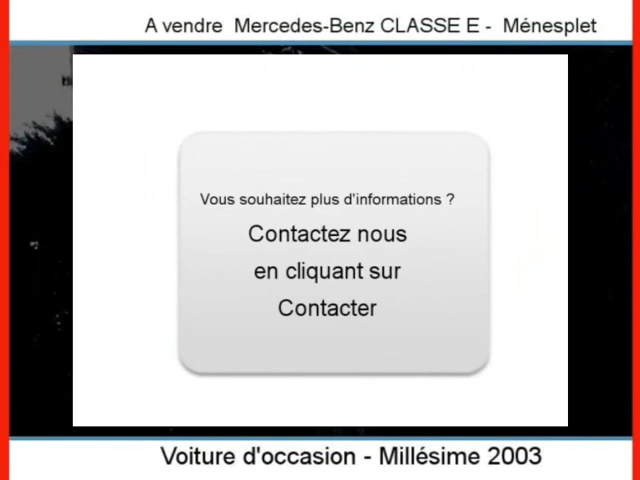 A vendre Mercedes-Benz CLASSE E - Ménesplet
Vous souhaitez plus d'informations ?
Contactez nous
en cliquant sur
Contacter
Voiture d'occasion - Millésime 2003